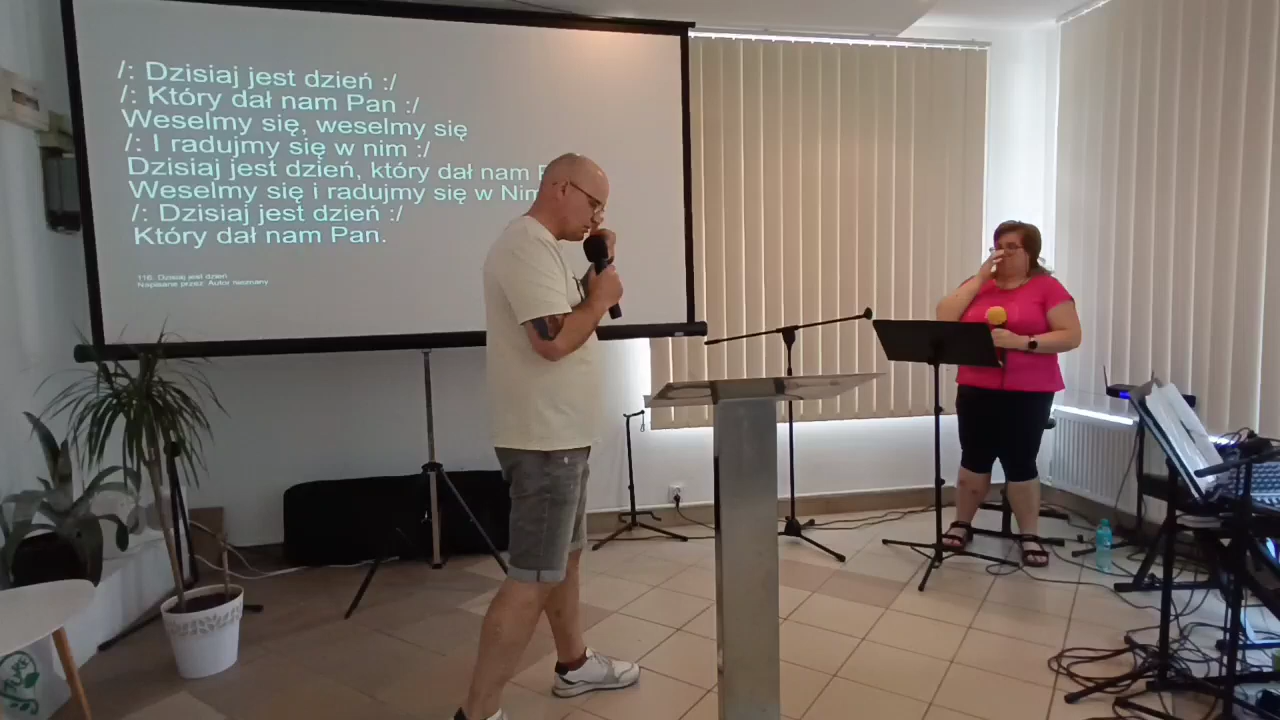 /: Dzisiaj jest dzień :/
/: Który dał nam Pan :/
Weselmy się, weselmy się
/: I radujmy się w nim :/
Dzisiaj jest dzień, który dał nam
Weselmy się i radujmy się w Nim
/: Dzisiaj jest dzień :/
Który dał nam Pan.
116. Dzisiaj jest dzień
Napisane przez: Autor nieznany